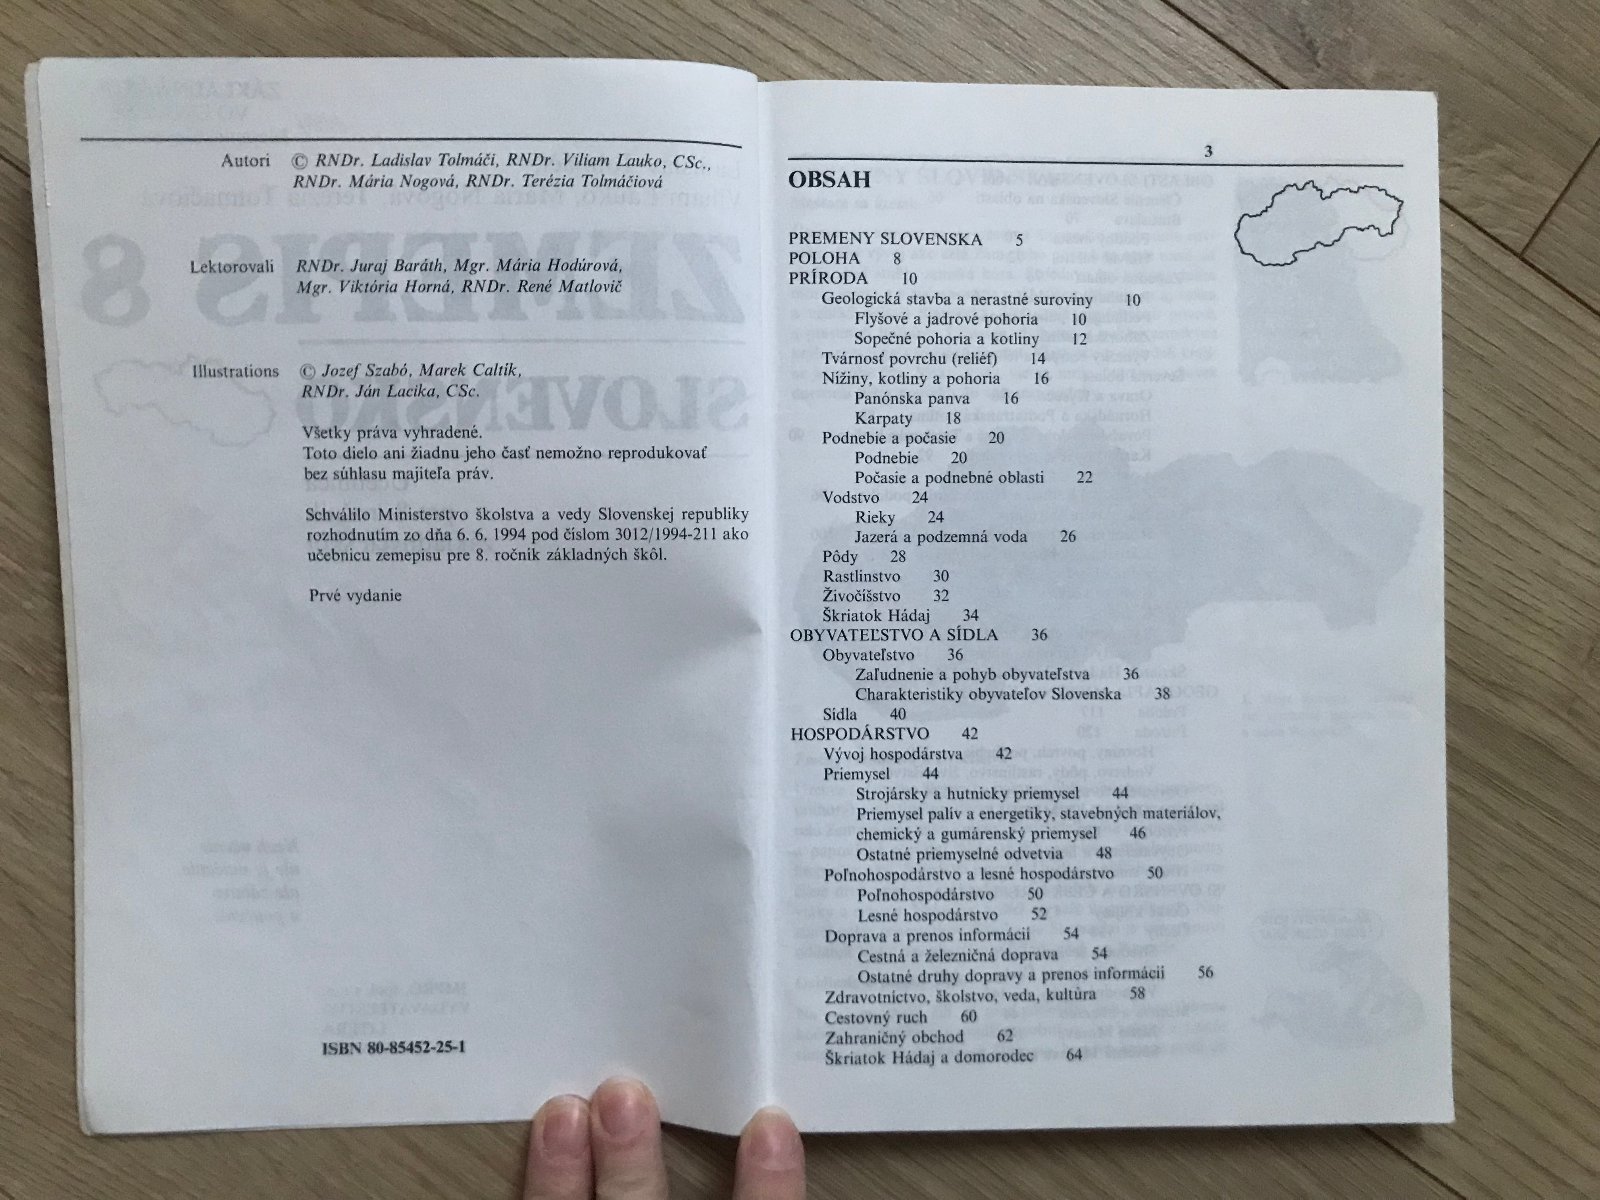 Autori © RNDr. Ladislav Tolmáči, RNDr. Viliam Lauko, CSc.,
RNDr. Mária Nogová, RNDr. Terézia Tolmáčiová
Lektorovali RNDr. Juraj Baráth, Mgr. Mária Hodúrová,
Mgr. Viktória Horná, RNDr. René Matlovič
Illustrations © Jozef Szabó, Marek Caltík,
RNDr. Ján Lacika, CSc.
Všetky práva vyhradené.
Toto dielo ani žiadnu jeho časť nemožno reprodukovať
bez súhlasu majiteľa práv.
Schválilo Ministerstvo školstva a vedy Slovenskej republiky
rozhodnutím zo dňa 6. 6. 1994 pod číslom 3012/1994-211 ako
učebnicu zemepisu pre 8. ročník základných škôl.
Prvé vydanie
ISBN 80-85452-25-1
3
OBSAH
PREMENY SLOVENSKA 5
POLOHA 8
PRÍRODA 10
Geologická stavba a nerastné suroviny 10
Flyšové a jadrové pohoria 10
Sopečné pohoria a kotliny 12
Tvárnosť povrchu (reliéf) 14
Nížiny, kotliny a pohoria 16
Panónska panva 16
Karpaty 18
Podnebie a počasie 20
Podnebie 20
Počasie a podnebné oblasti 22
Vodstvo 24
Rieky 24
Jazerá a podzemná voda 26
Pôdy 28
Rastlinstvo 30
Živočíšstvo 32
Škriatok Hádaj 34
OBYVATEĽSTVO A SÍDLA 36
Obyvateľstvo 36
Zaľudnenie a pohyb obyvateľstva 36
Charakteristiky obyvateľov Slovenska 38
Sídla 40
HOSPODÁRSTVO 42
Vývoj hospodárstva 42
Priemysel 44
Strojársky a hutnícky priemysel 44
Priemysel palív a energetiky, stavebných materiálov,
chemický a gumárenský priemysel 46
Ostatné priemyselné odvetvia 48
Poľnohospodárstvo a lesné hospodárstvo 50
Poľnohospodárstvo 50
Lesné hospodárstvo 52
Doprava a prenos informácií 54
Cestná a železničná doprava 54
Ostatné druhy dopravy a prenos informácií 56
Zdravotníctvo, školstvo, veda, kultúra 58
Cestovný ruch 60
Zahraničný obchod 62
Škriatok Hádaj a domorodec 64